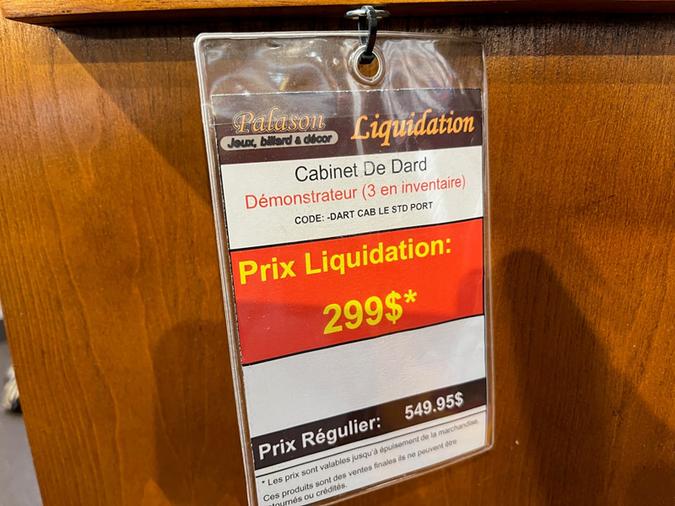 Palason
Jeux, billard & décor
Liquidation
Cabinet De Dard
Démonstrateur (3 en inventaire)
CODE: -DART CAB LE STD PORT
Prix Liquidation:
299$*
Prix Régulier: 549.95$
* Les prix sont valables jusqu'à épuisement de la marchandise.
Ces produits sont des ventes finales ils ne peuvent être
ou crédités.